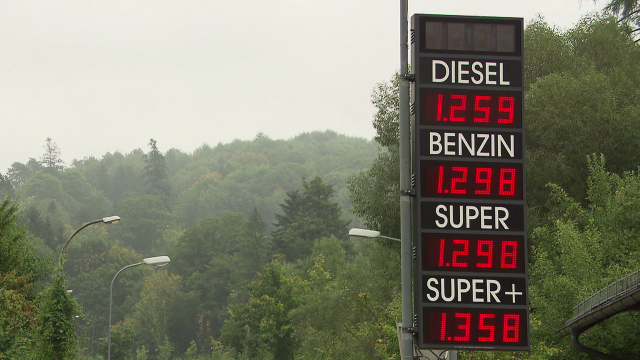 DIESEL
1.259
BENZIN
1.298
SUPER
1.298
SUPER+
1.358